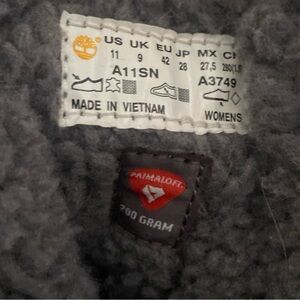 US UK EU JP MX
11 9 42 28 27,5
A11SN A3749
MADE IN VIETNAM WOMENS
PRIMALOFT
200 GRAM